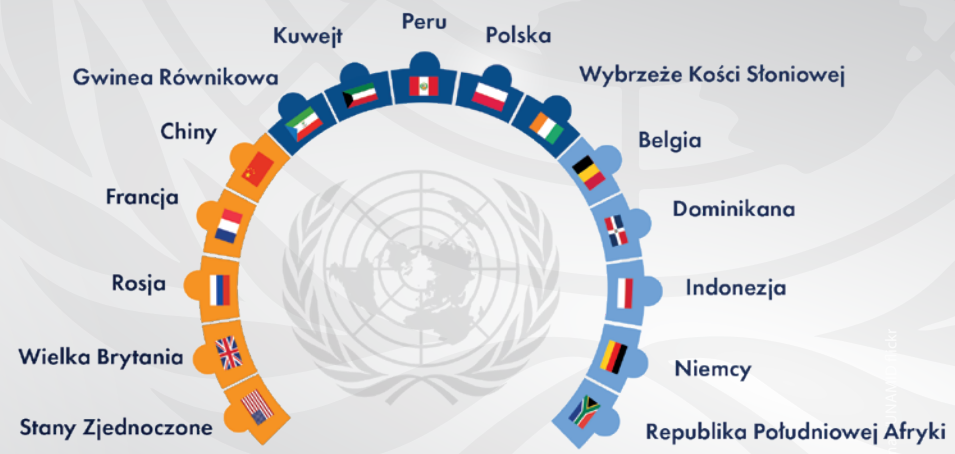 Peru
Kuwejt
Polska
Gwinea Równikowa
Wybrzeże Kości Słoniowej
Chiny
Belgia
Francja
Dominikana
Rosja
Indonezja
Wielka Brytania
Niemcy
Stany Zjednoczone
Republika Południowej Afryki